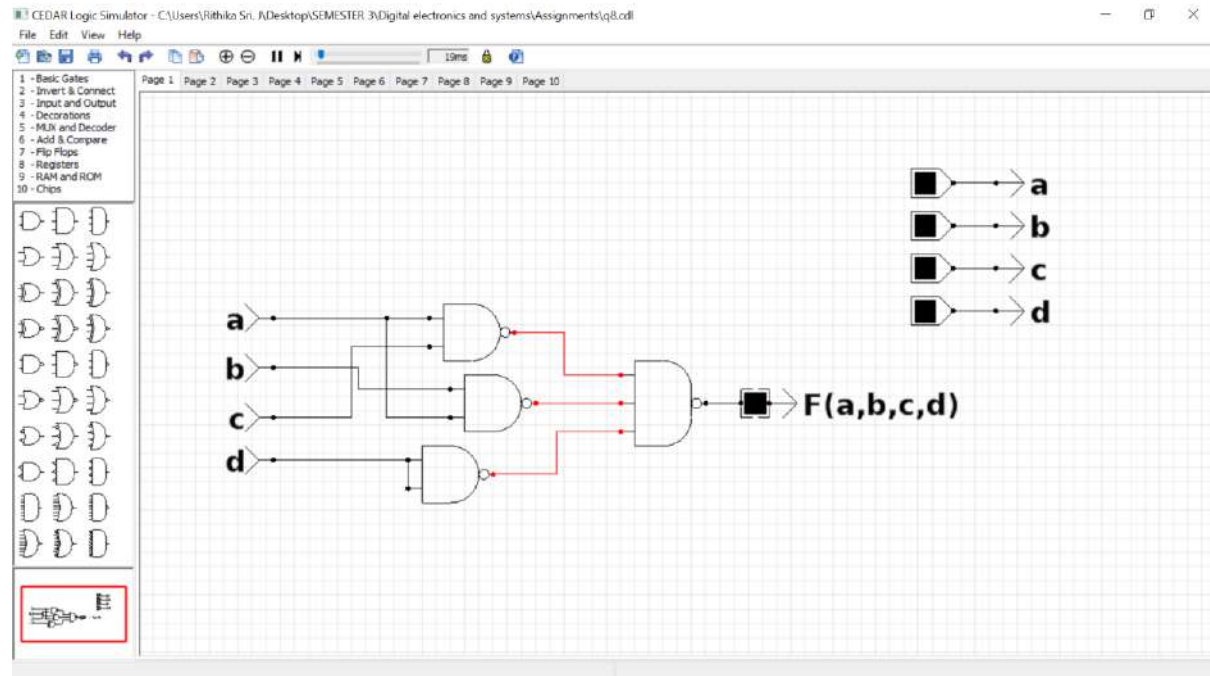 CEDAR Logic Simulator - C:\Users\Rithika Sri. J\Desktop\SEMESTER 3\Digital electronics and systems\Assignments\q8.cdl
File Edit View Help
19ms
1 - Basic Gates
2 - Invert & Connect
3 - Input and Output
4 - Decorations
5 - MUX and Decoder
6 - Add & Compare
7 - Flip Flops
8 - Registers
9 - RAM and ROM
10 - Chips
Page 1 Page 2 Page 3 Page 4 Page 5 Page 6 Page 7 Page 8 Page 9 Page 10
a
b
c
d
a
b
c
d
F(a,b,c,d)